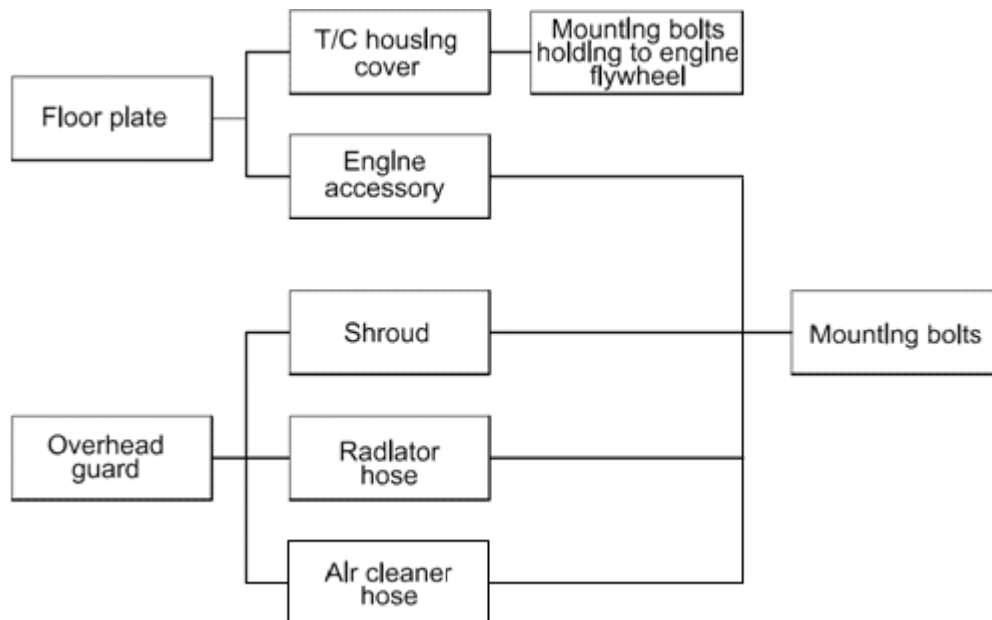 T/C housing
cover
Mounting bolts
holding to engine
flywheel
Floor plate
Engine
accessory
Shroud
Mounting bolts
Overhead
guard
Radiator
hose
Air cleaner
hose